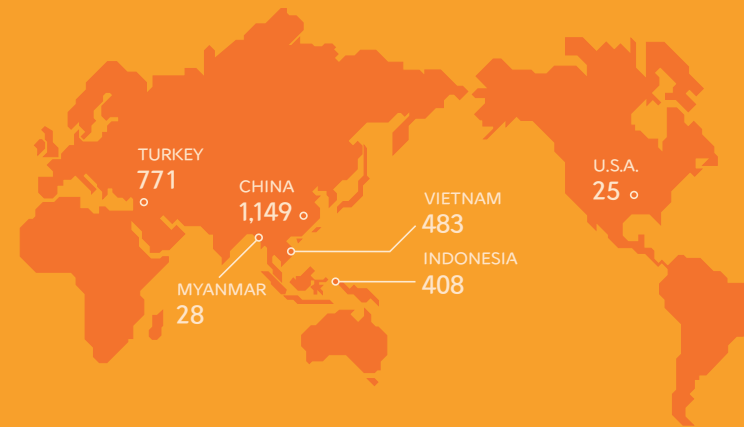 TURKEY
771
CHINA
1,149
MYANMAR
28
VIETNAM
483
INDONESIA
408
U.S.A.
25